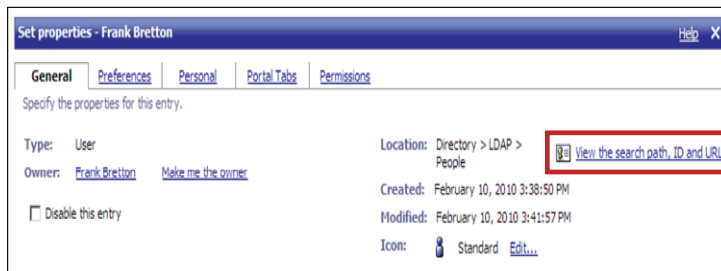 Set properties - Frank Bretton
Help X
General Preferences Personal Portal Tabs Permissions
Specify the properties for this entry.
Type: User
Owner: Frank Bretton Make me the owner
Disable this entry
Location: Directory > LDAP >
People
View the search path, ID and URL
Created: February 10, 2010 3:38:50 PM
Modified: February 10, 2010 3:41:57 PM
Icon: Standard Edit...